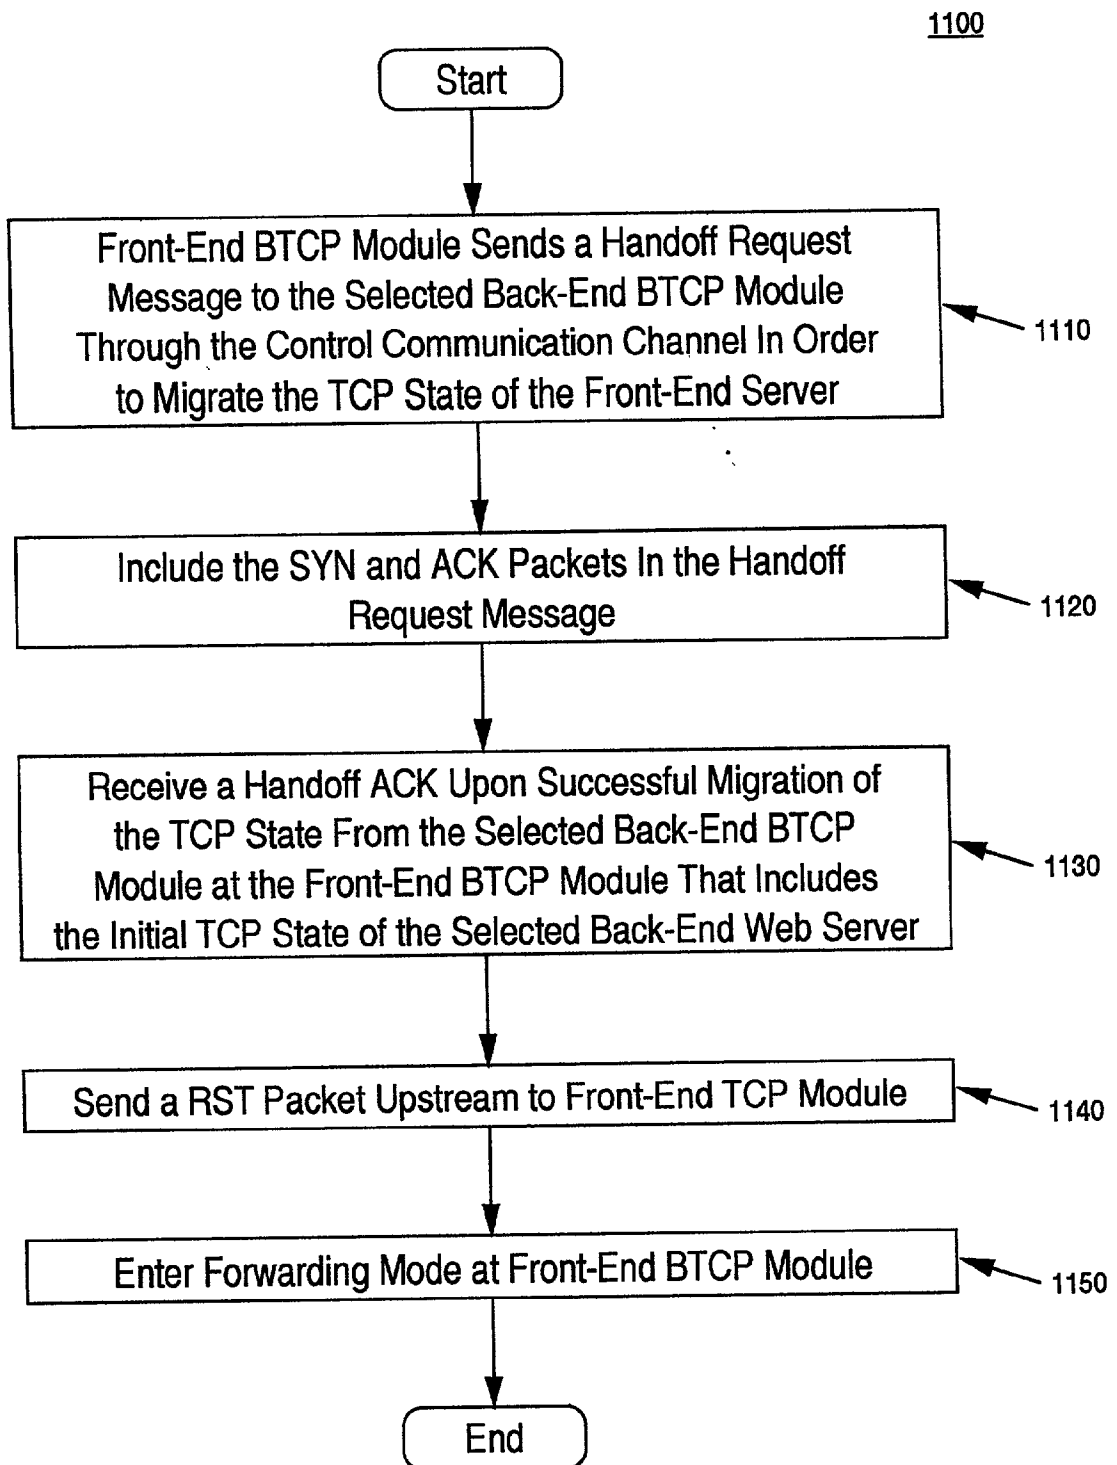 1100
Start
Front-End BTCP Module Sends a Handoff Request
Message to the Selected Back-End BTCP Module
Through the Control Communication Channel In Order
to Migrate the TCP State of the Front-End Server
1110
Include the SYN and ACK Packets In the Handoff
Request Message
1120
Receive a Handoff ACK Upon Successful Migration of
the TCP State From the Selected Back-End BTCP
Module at the Front-End BTCP Module That Includes
the Initial TCP State of the Selected Back-End Web Server
1130
Send a RST Packet Upstream to Front-End TCP Module
1140
Enter Forwarding Mode at Front-End BTCP Module
1150
End